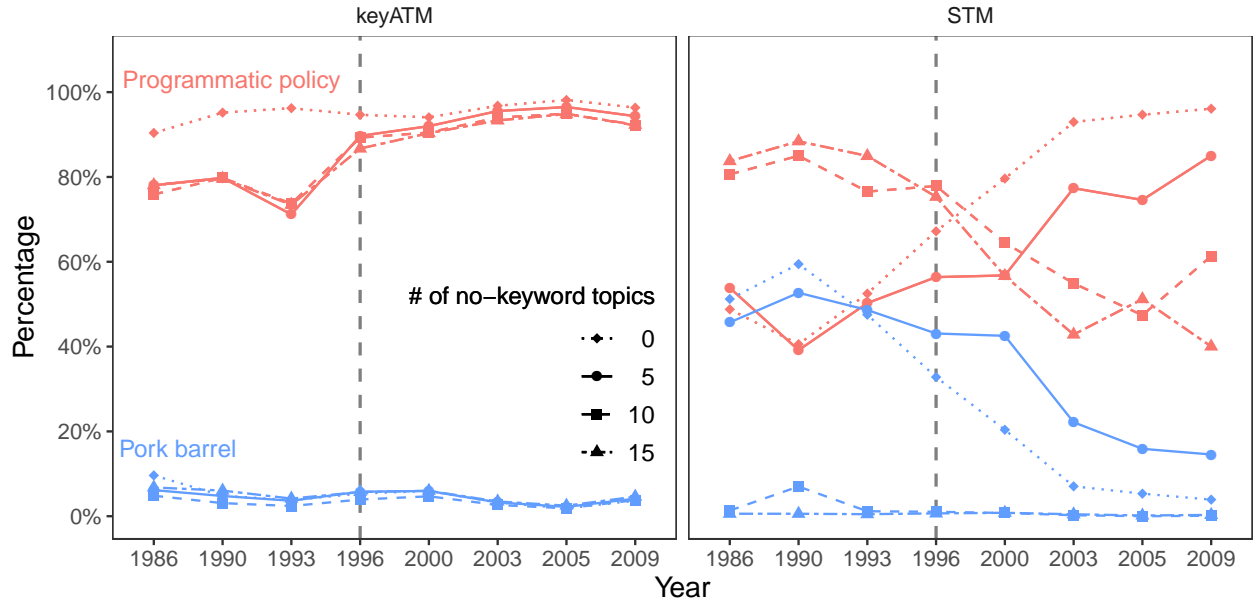 keyATM
STM
Percentage
100%
80%
60%
40%
20%
0%
Programmatic policy
Pork barrel
# of no−keyword topics
0
5
10
15
1986 1990 1993 1996 2000 2003 2005 2009
1986 1990 1993 1996 2000 2003 2005 2009
Year